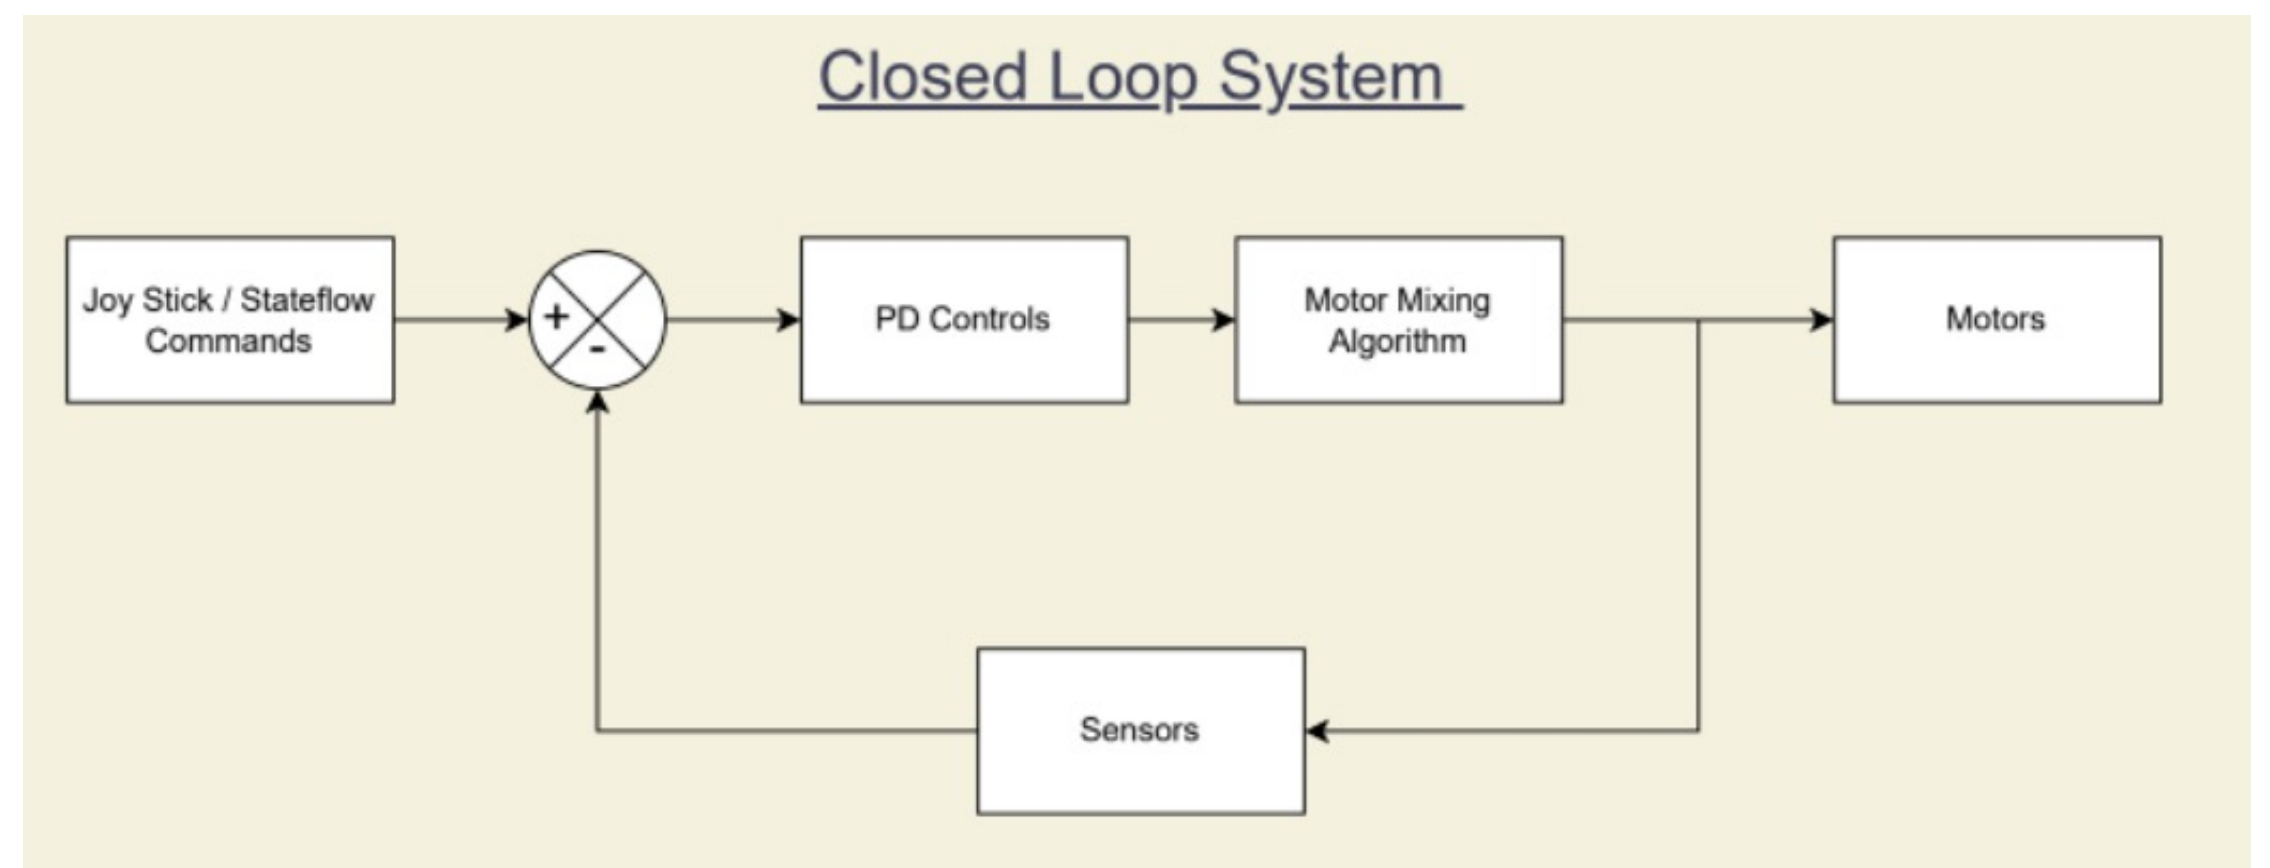 Closed Loop System
Joy Stick / Stateflow
Commands
+
-
PD Controls
Motor Mixing
Algorithm
Motors
Sensors